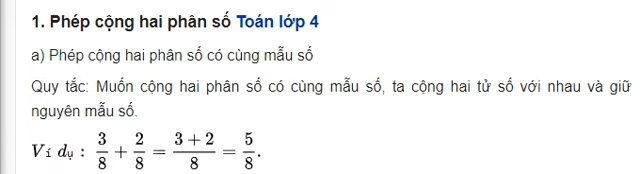 1. Phép cộng hai phân số Toán lớp 4
a) Phép cộng hai phân số có cùng mẫu số
Quy tắc: Muốn cộng hai phân số có cùng mẫu số, ta cộng hai tử số với nhau và giữ
nguyên mẫu số.
Ví dụ : 3/8 + 2/8 = (3 + 2)/8 = 5/8.